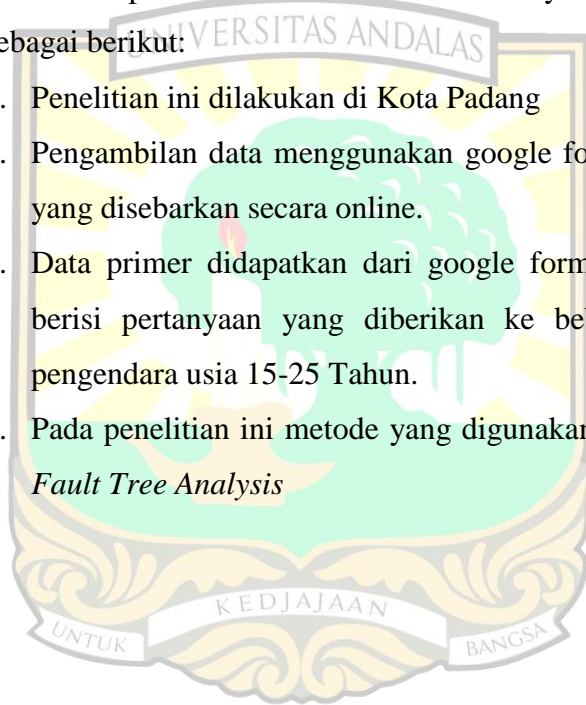 sebagai berikut:
UNIVERSITAS ANDALAS
. Penelitian ini dilakukan di Kota Padang
. Pengambilan data menggunakan google fo
yang disebarkan secara online.
. Data primer didapatkan dari google form
berisi pertanyaan yang diberikan ke be
pengendara usia 15-25 Tahun.
. Pada penelitian ini metode yang digunakan
Fault Tree Analysis
KEDJAJAAN
UNTUK
BANGSA